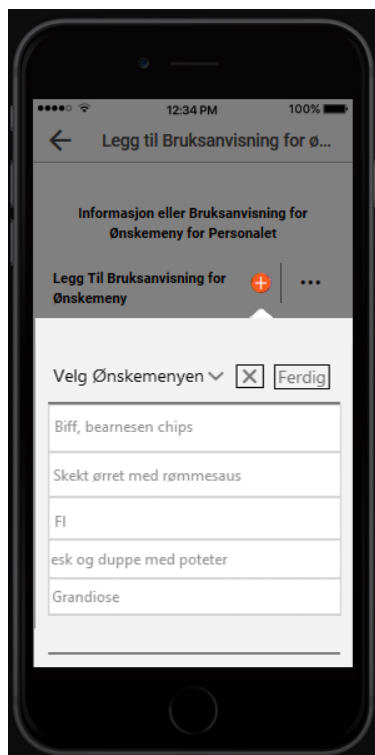 12:34 PM 100%
Legg til Bruksanvisning for ø...
Informasjon eller Bruksanvisning for
Ønskemeny for Personalet
Legg Til Bruksanvisning for
Ønskemeny
Velg Ønskemenyen
Ferdig
Biff, bearnesen chips
Skekt ørret med rømmesaus
FI
esk og duppe med poteter
Grandiose